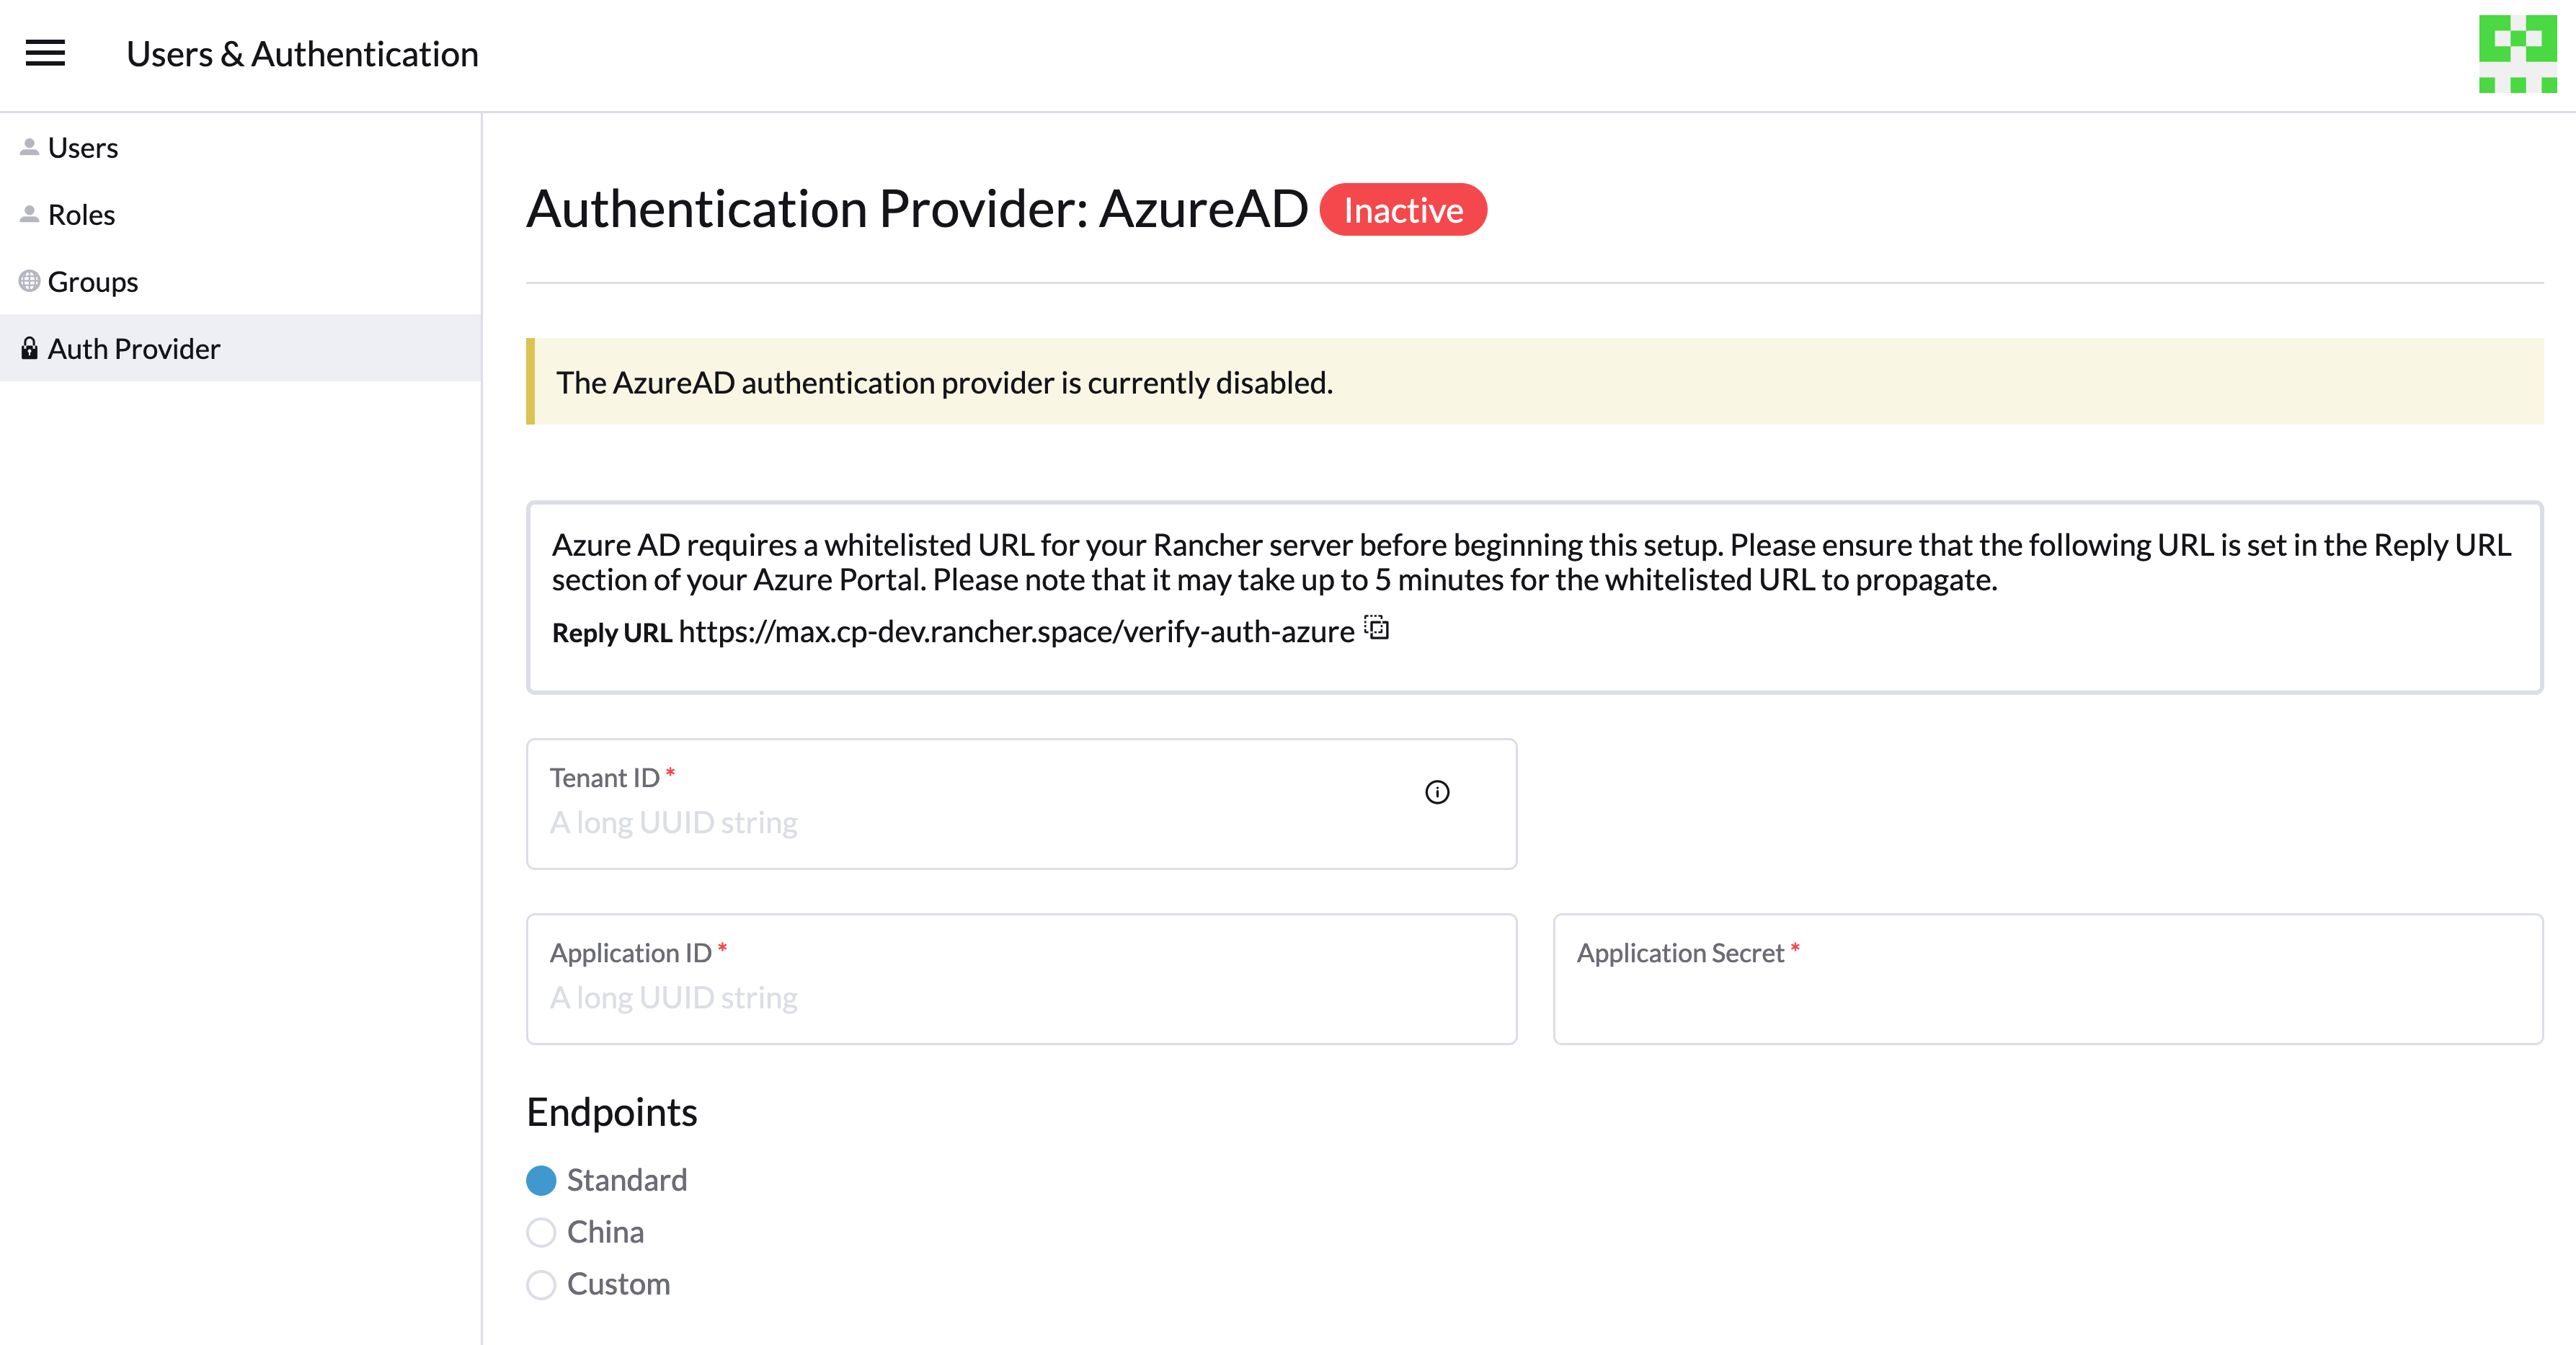 Users & Authentication
Users
Roles
Groups
Auth Provider
Authentication Provider: AzureAD Inactive
The AzureAD authentication provider is currently disabled.
Azure AD requires a whitelisted URL for your Rancher server before beginning this setup. Please ensure that the following URL is set in the Reply URL
section of your Azure Portal. Please note that it may take up to 5 minutes for the whitelisted URL to propagate.
Reply URL https://max.cp-dev.rancher.space/verify-auth-azure
Tenant ID *
A long UUID string
Application ID *
A long UUID string
Application Secret *
Endpoints
Standard
China
Custom